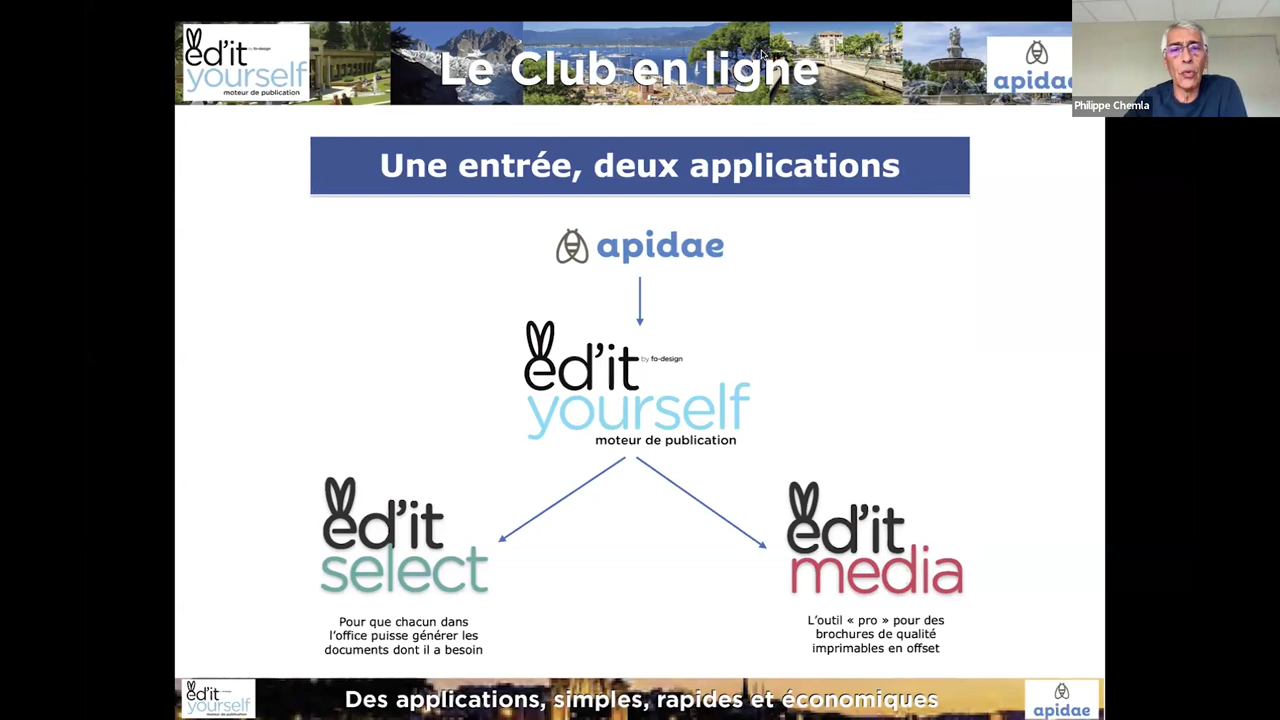 ed'it by fo-design
yourself
moteur de publication
Le Club en ligne
apidae
Philippe Chemla
Une entrée, deux applications
apidae
ed'it by fo-design
yourself
moteur de publication
ed'it
select
ed'it
media
Pour que chacun dans
l'office puisse générer les
documents dont il a besoin
L'outil « pro » pour des
brochures de qualité
imprimables en offset
ed'it
yourself
moteur de publication
Des applications, simples, rapides et économiques
apidae